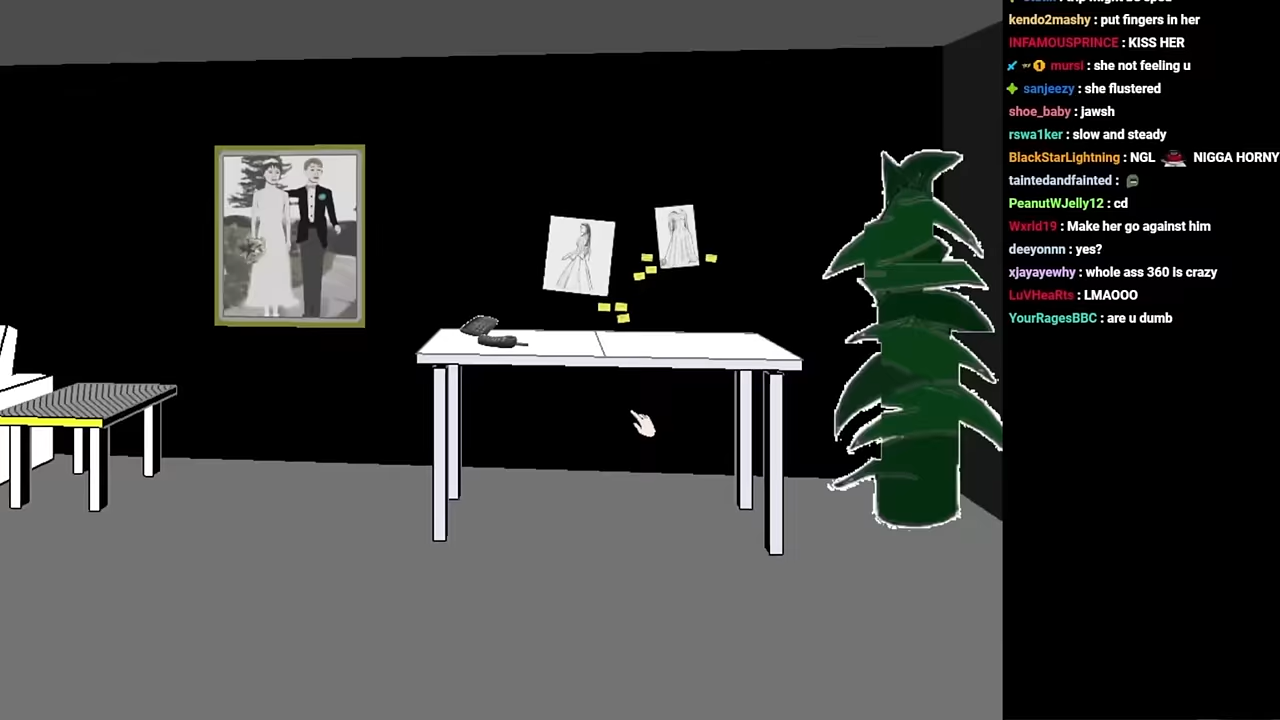 kendo2mashy : put fingers in her
INFAMOUSPRINCE : KISS HER
mursi : she not feeling u
sanjeezy : she flustered
shoe_baby : jawsh
rswa1ker : slow and steady
BlackStarLightning : NGL NIGGA HORNY
taintedandfainted :
PeanutWJelly12 : cd
Wxrld19 : Make her go against him
deeyonnn : yes?
xjayayewhy : whole ass 360 is crazy
LuVHeaRts : LMAOOO
YourRagesBBC : are u dumb